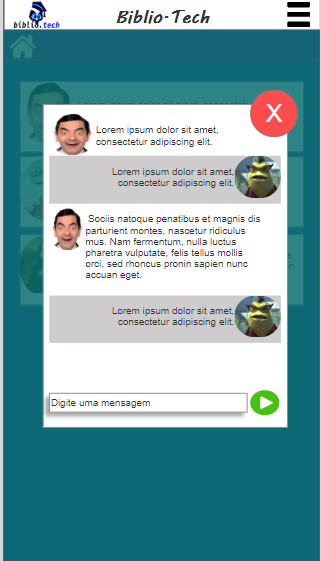 Biblio-Tech
biblio.tech
X
Lorem ipsum dolor sit amet,
consectetur adipiscing elit.
Lorem ipsum dolor sit amet,
consectetur adipiscing elit.
Sociis natoque penatibus et magnis dis
parturient montes, nascetur ridiculus
mus. Nam fermentum, nulla luctus
pharetra vulputate, felis tellus mollis
orci, sed rhoncus pronin sapien nunc
accuan eget.
Lorem ipsum dolor sit amet,
consectetur adipiscing elit.
Digite uma mensagem